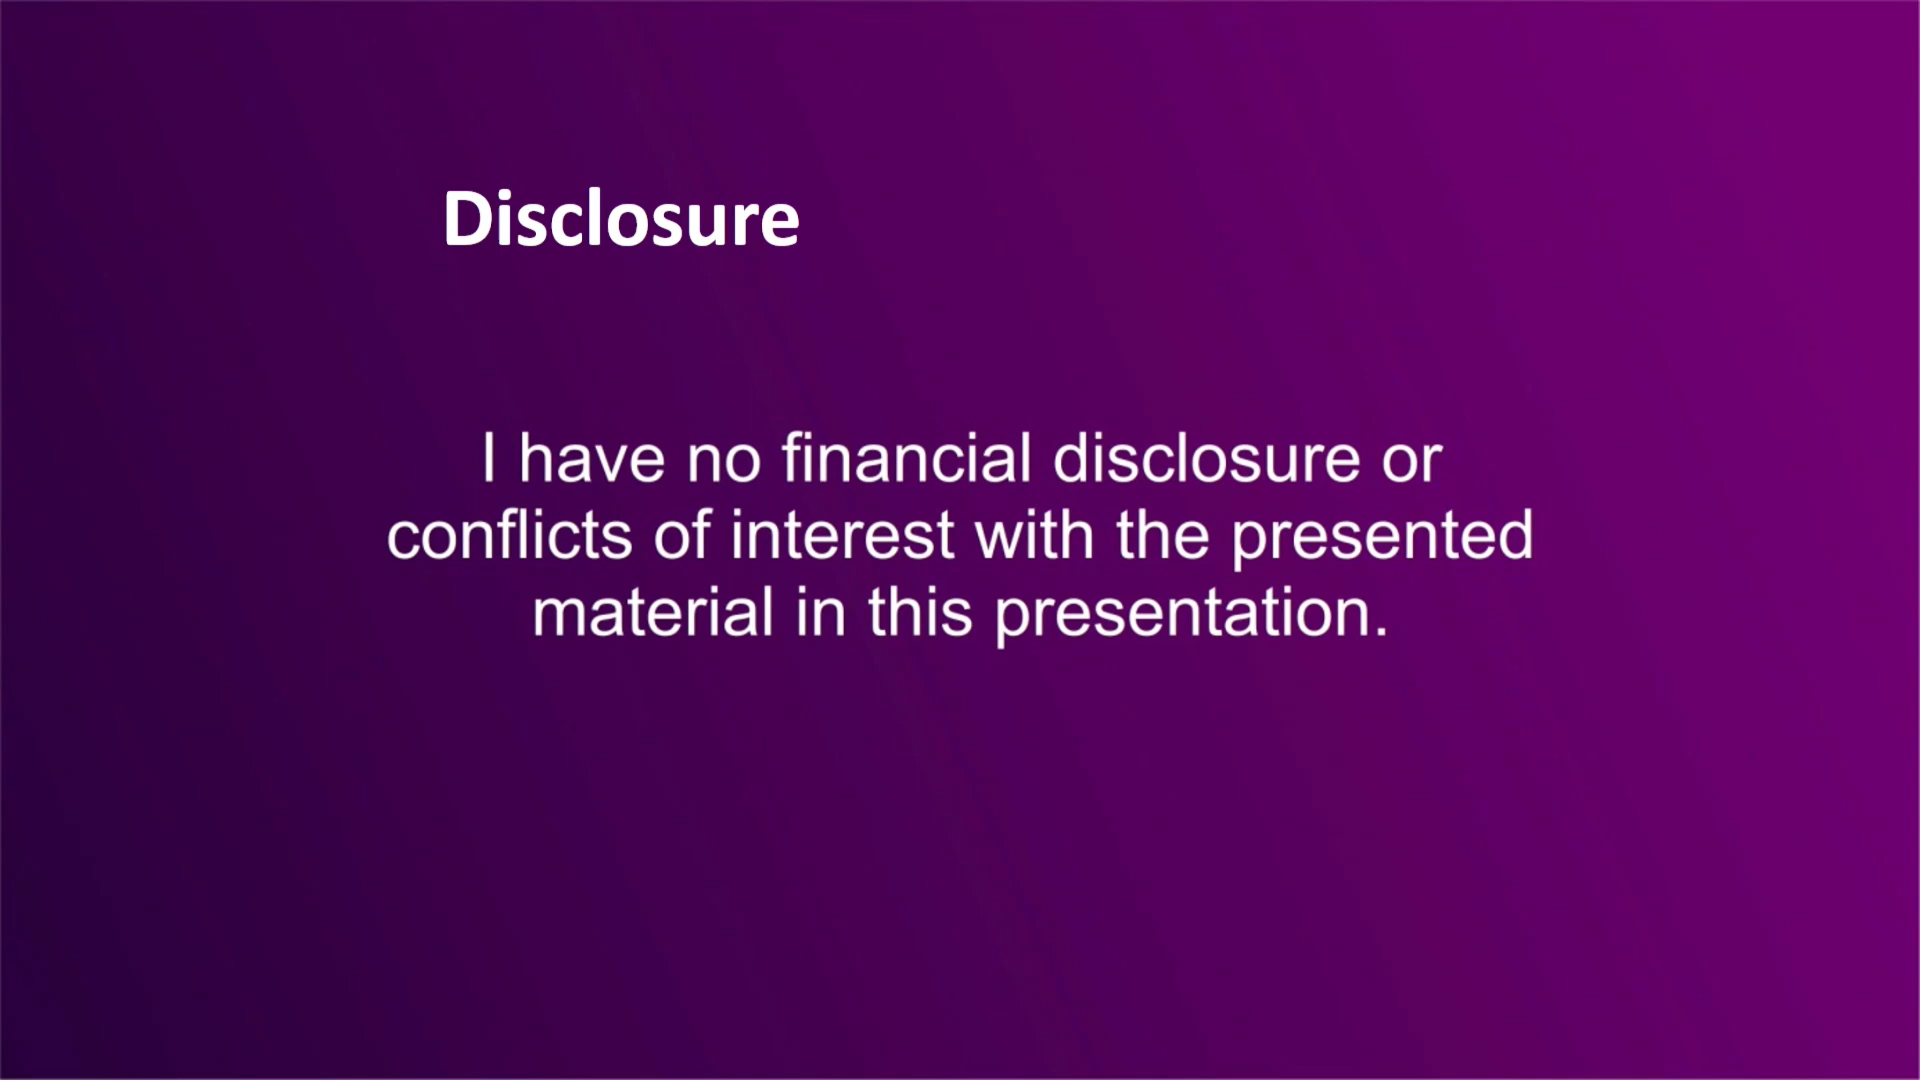 Disclosure
I have no financial disclosure or
conflicts of interest with the presented
material in this presentation.